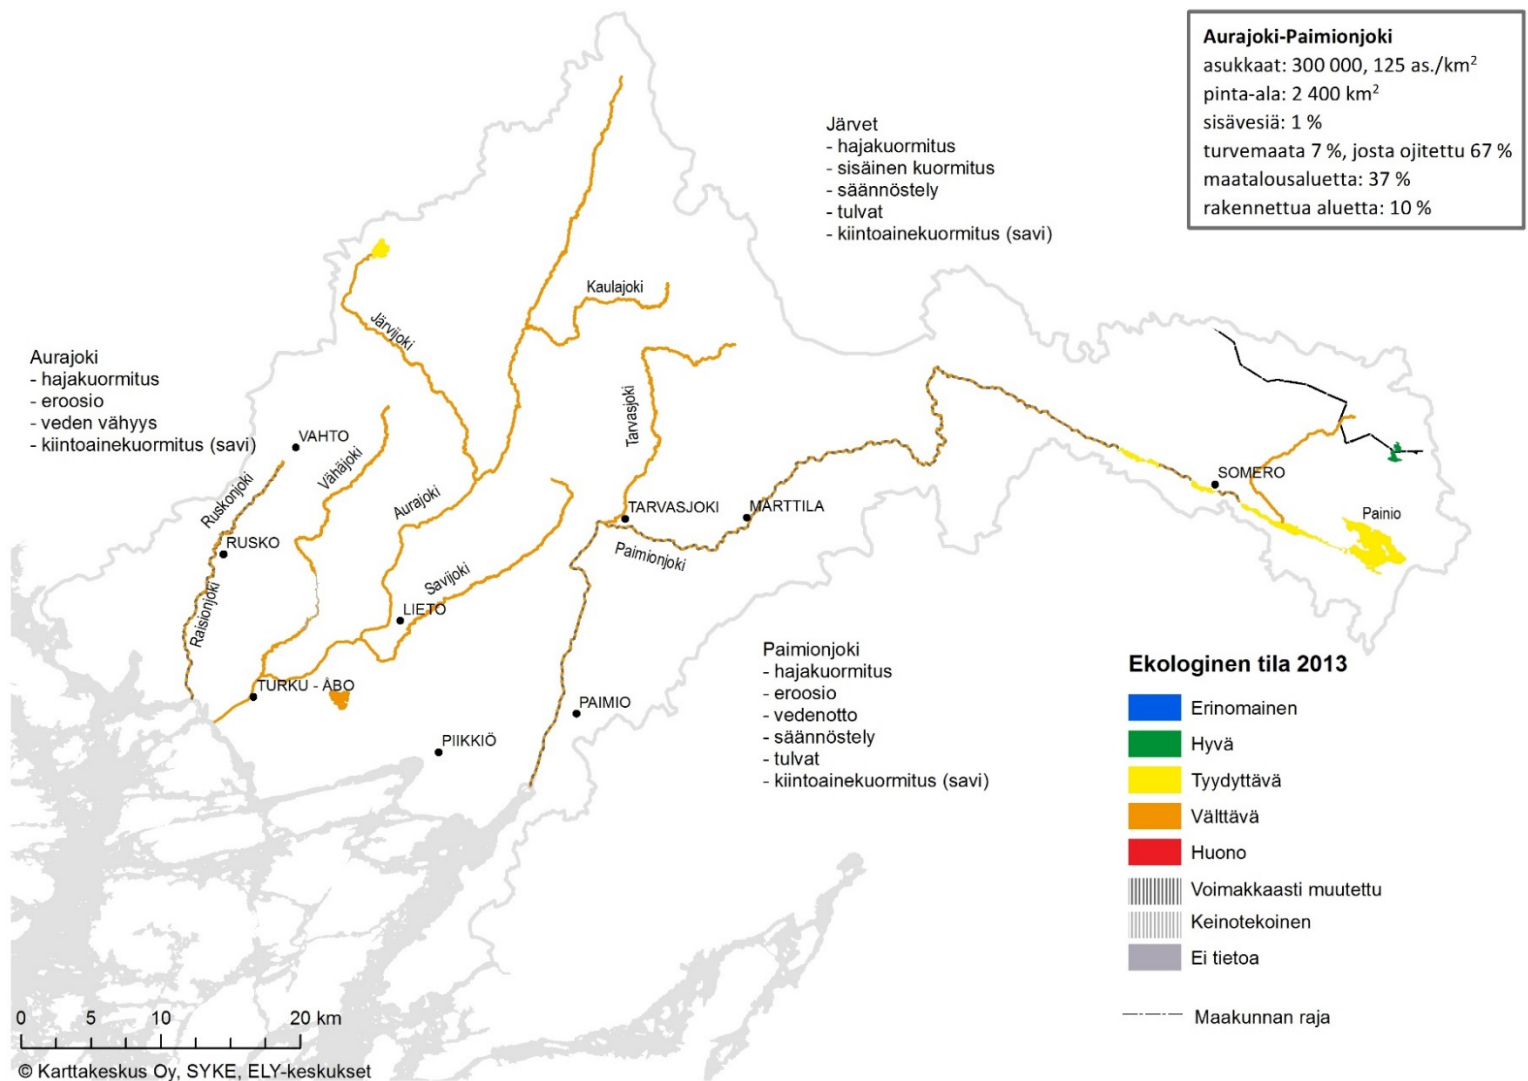 Aurajoki-Paimionjoki
asukkaat: 300 000, 125 as./km²
pinta-ala: 2 400 km²
sisävesiä: 1 %
turvemaata 7 %, josta ojitettu 67 %
maatalousaluetta: 37 %
rakennettua aluetta: 10 %
Järvet
- hajakuormitus
- sisäinen kuormitus
- säännöstely
- tulvat
- kiintoainekuormitus (savi)
Aurajoki
- hajakuormitus
- eroosio
- veden vähyys
- kiintoainekuormitus (savi)
Kaulajoki
Järvijoki
Tarvasjoki
VAHTO
Vähäjoki
Ruskonjoki
Aurajoki
RUSKO
Raisionjoki
Savijoki
LIETO
TARVASJOKI
MARTTILA
Paimionjoki
SOMERO
Painio
TURKU - ÅBO
PAIMIO
PIIKKIÖ
Paimionjoki
- hajakuormitus
- eroosio
- vedenotto
- säännöstely
- tulvat
- kiintoainekuormitus (savi)
Ekologinen tila 2013
Erinomainen
Hyvä
Tyydyttävä
Välttävä
Huono
Voimakkaasti muutettu
Keinotekoinen
Ei tietoa
Maakunnan raja
0 5 10 20 km
© Karttakeskus Oy, SYKE, ELY-keskukset